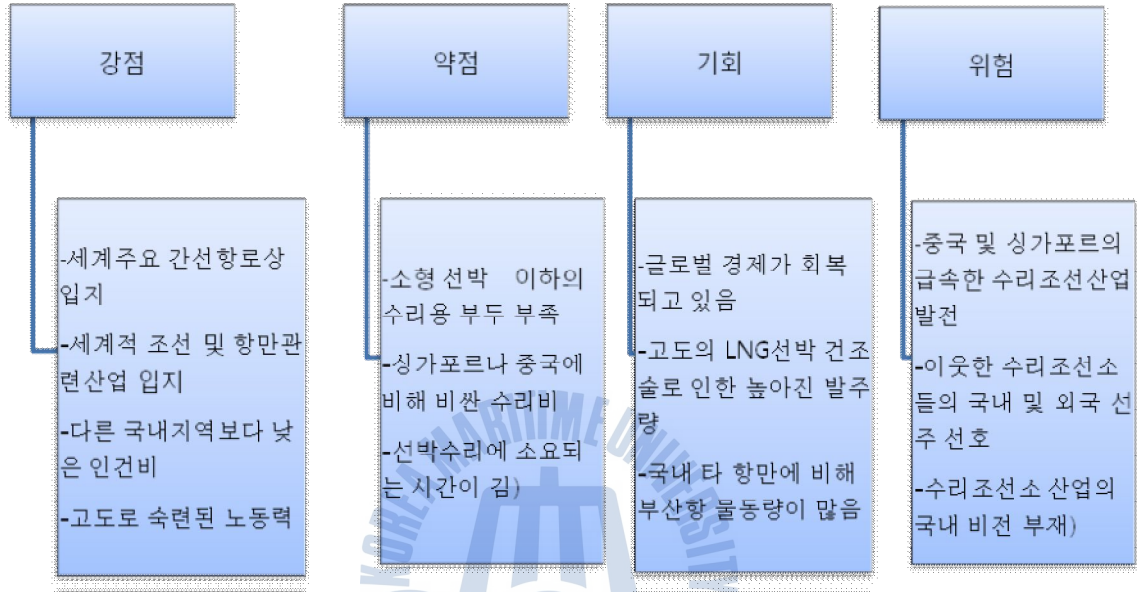 강점
-세계주요 간선항로상
입지
-세계적 조선 및 항만관
련산업 입지
-다른 국내지역보다 낮
은 인건비
-고도로 숙련된 노동력
약점
-소형 선박 이하의
수리용 부두 부족
-싱가포르나 중국에
비해 비싼 수리비
-선박수리에 소요되
는 시간이 김)
기회
-글로벌 경제가 회복
되고 있음
-고도의 LNG선박 건조
술로 인한 높아진 발주
량
-국내 타 항만에 비해
부산항 물동량이 많음
위험
-중국 및 싱가포르의
급속한 수리조선산업
발전
-이웃한 수리조선소
들의 국내 및 외국 선
주 선호
-수리조선소 산업의
국내 비전 부재)
KOREA MARITIME UNIVERSITY